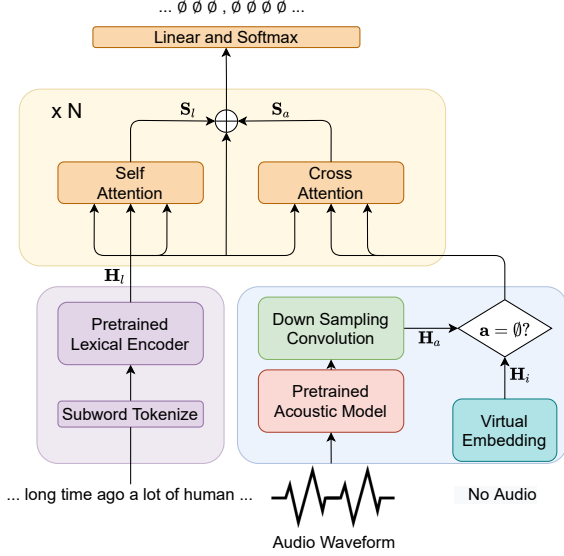 ... ∅ ∅ ∅ , ∅ ∅ ∅ ∅ ...
Linear and Softmax
x N
S_l
S_a
Self
Attention
Cross
Attention
H_l
Pretrained
Lexical Encoder
Subword Tokenize
Down Sampling
Convolution
H_a
a = ∅?
Pretrained
Acoustic Model
H_i
Virtual
Embedding
... long time ago a lot of human ...
No Audio
Audio Waveform